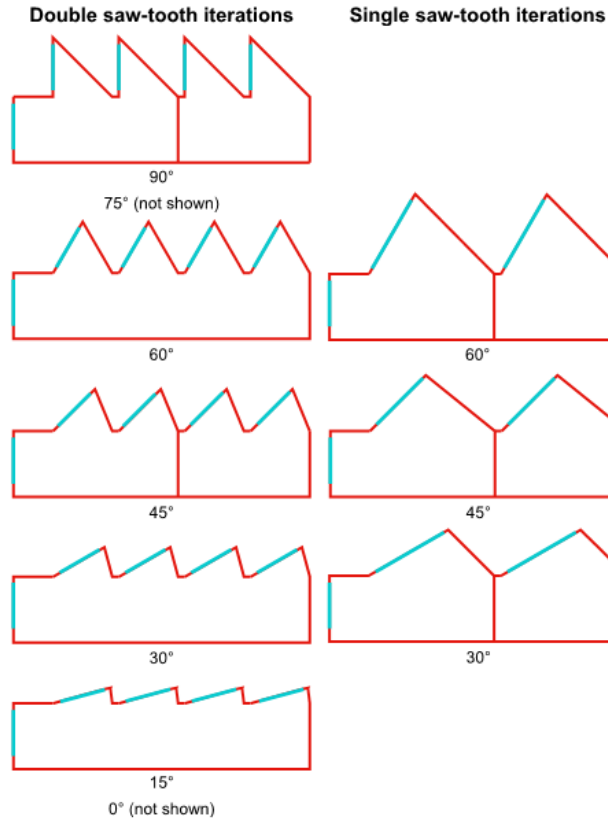 Double saw-tooth iterations
Single saw-tooth iterations
90°
75° (not shown)
60°
60°
45°
45°
30°
30°
15°
0° (not shown)